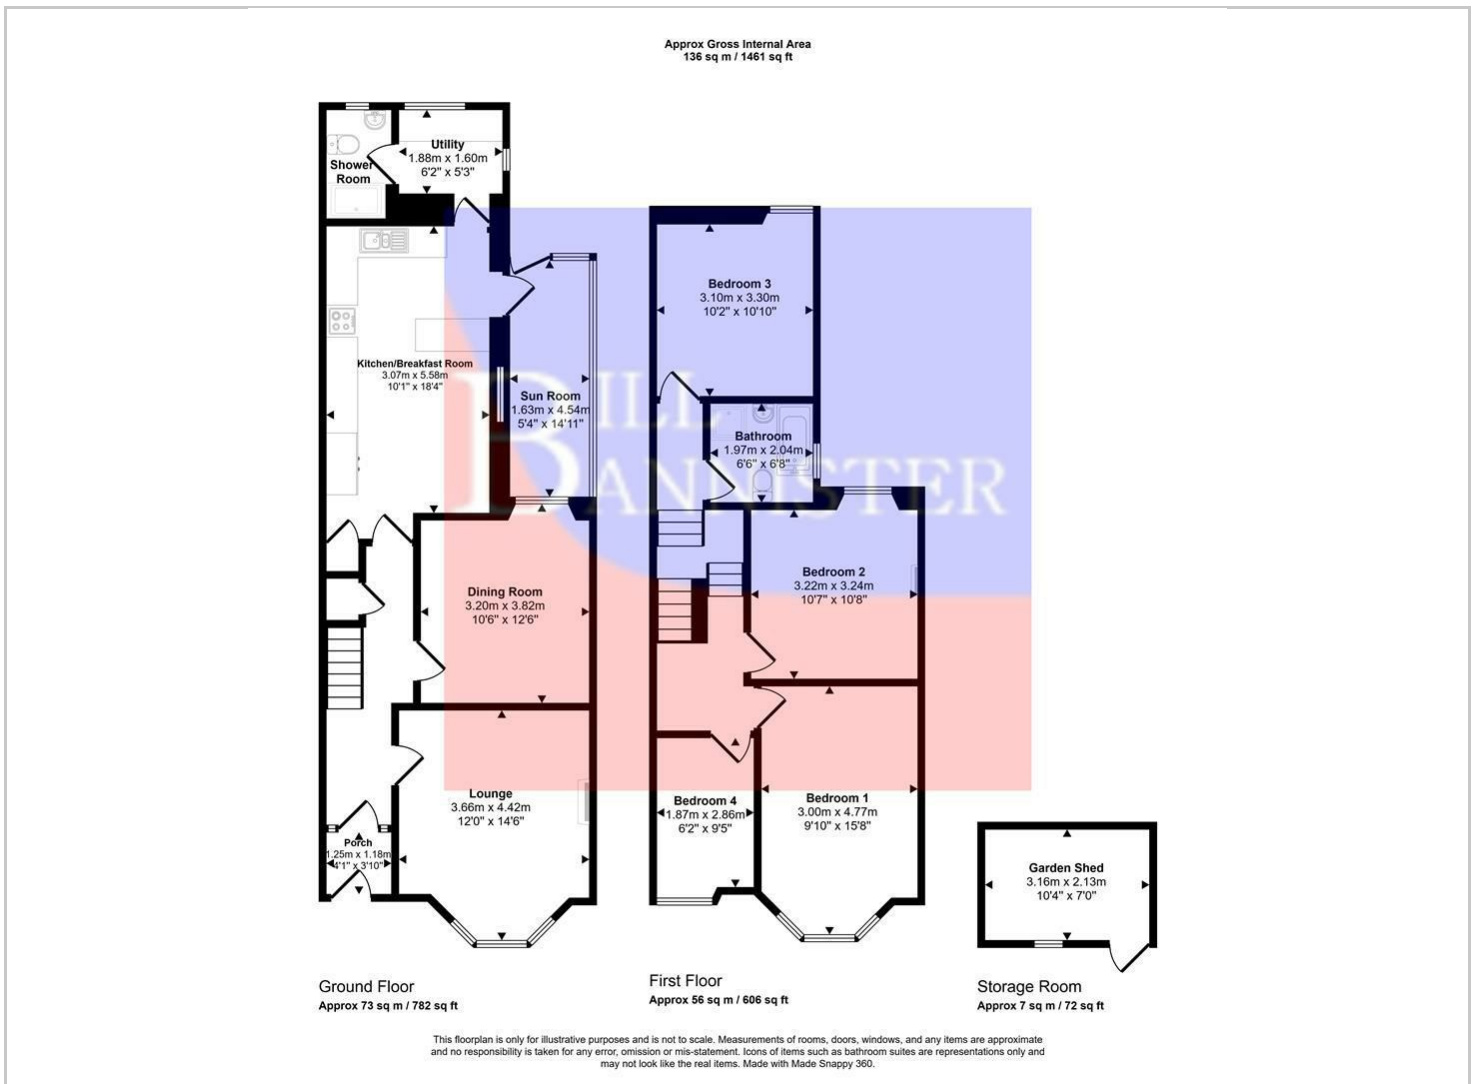 Approx Gross Internal Area
136 sq m / 1461 sq ft
Utility
1.88m x 1.60m
6'2" x 5'3"
Shower
Room
Kitchen/Breakfast Room
3.07m x 5.58m
10'1" x 18'4"
Sun Room
1.63m x 4.54m
5'4" x 14'11"
Dining Room
3.20m x 3.82m
10'6" x 12'6"
Lounge
3.66m x 4.42m
12'0" x 14'6"
Porch
1.25m x 1.18m
4'1" x 3'10"
Ground Floor
Approx 73 sq m / 782 sq ft
Bedroom 3
3.10m x 3.30m
10'2" x 10'10"
Bathroom
1.97m x 2.04m
6'6" x 6'8"
Bedroom 2
3.22m x 3.24m
10'7" x 10'8"
Bedroom 4
1.87m x 2.86m
6'2" x 9'5"
Bedroom 1
3.00m x 4.77m
9'10" x 15'8"
First Floor
Approx 56 sq m / 606 sq ft
Garden Shed
3.16m x 2.13m
10'4" x 7'0"
Storage Room
Approx 7 sq m / 72 sq ft
BILL
BANNISTER
This floorplan is only for illustrative purposes and is not to scale. Measurements of rooms, doors, windows, and any items are approximate
and no responsibility is taken for any error, omission or mis-statement. Icons of items such as bathroom suites are representations only and
may not look like the real items. Made with Made Snappy 360.